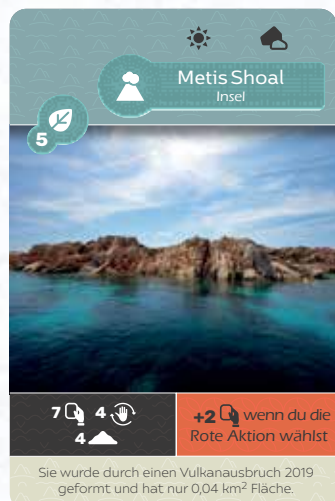 Metis Shoal
Insel
5
7 4
4
+2 wenn du die
Rote Aktion wählst
Sie wurde durch einen Vulkanausbruch 2019
geformt und hat nur 0,04 km² Fläche.